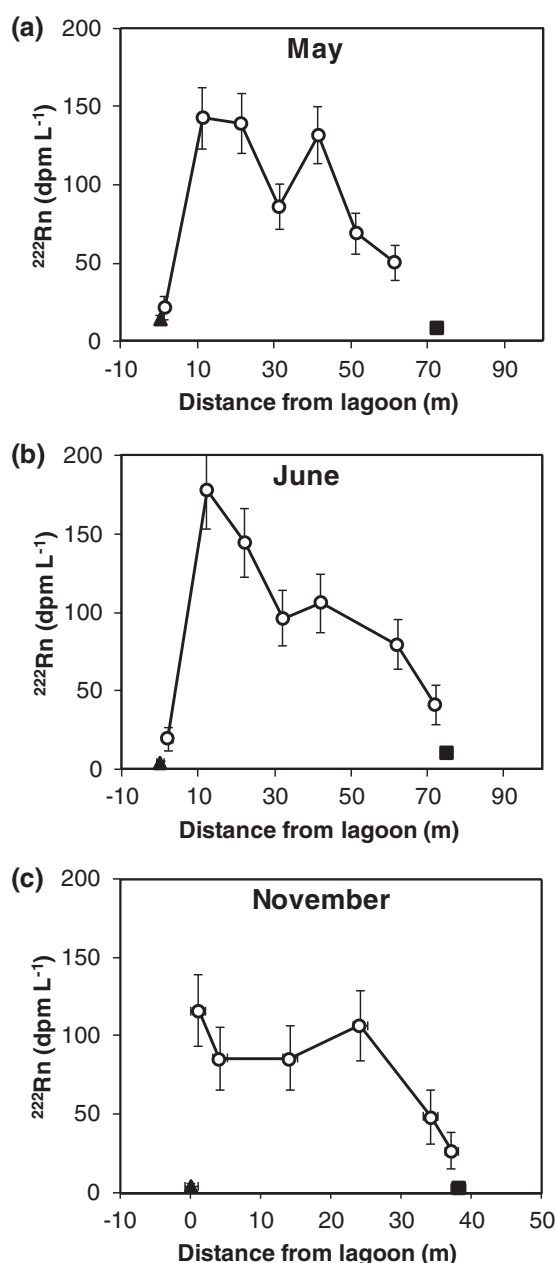 (a)
May
200
150
100
50
0
²²²Rn (dpm L⁻¹)
-10 10 30 50 70 90
Distance from lagoon (m)
(b)
June
200
150
100
50
0
²²²Rn (dpm L⁻¹)
-10 10 30 50 70 90
Distance from lagoon (m)
(c)
November
200
150
100
50
0
²²²Rn (dpm L⁻¹)
-10 0 10 20 30 40 50
Distance from lagoon (m)